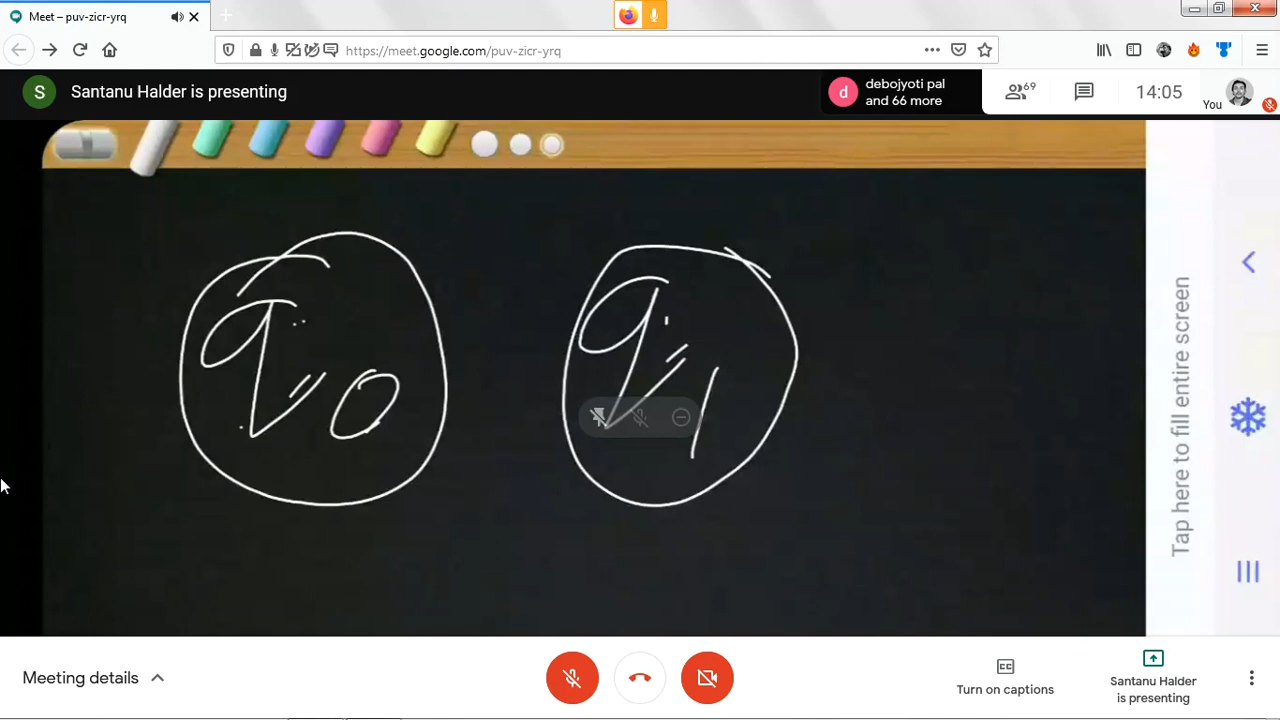 Meet – puv-zicr-yrq
https://meet.google.com/puv-zicr-yrq
S Santanu Halder is presenting
d debojyoti pal
and 66 more
69
14:05
You
q0
q1
Tap here to fill entire screen
Meeting details
Turn on captions
Santanu Halder
is presenting